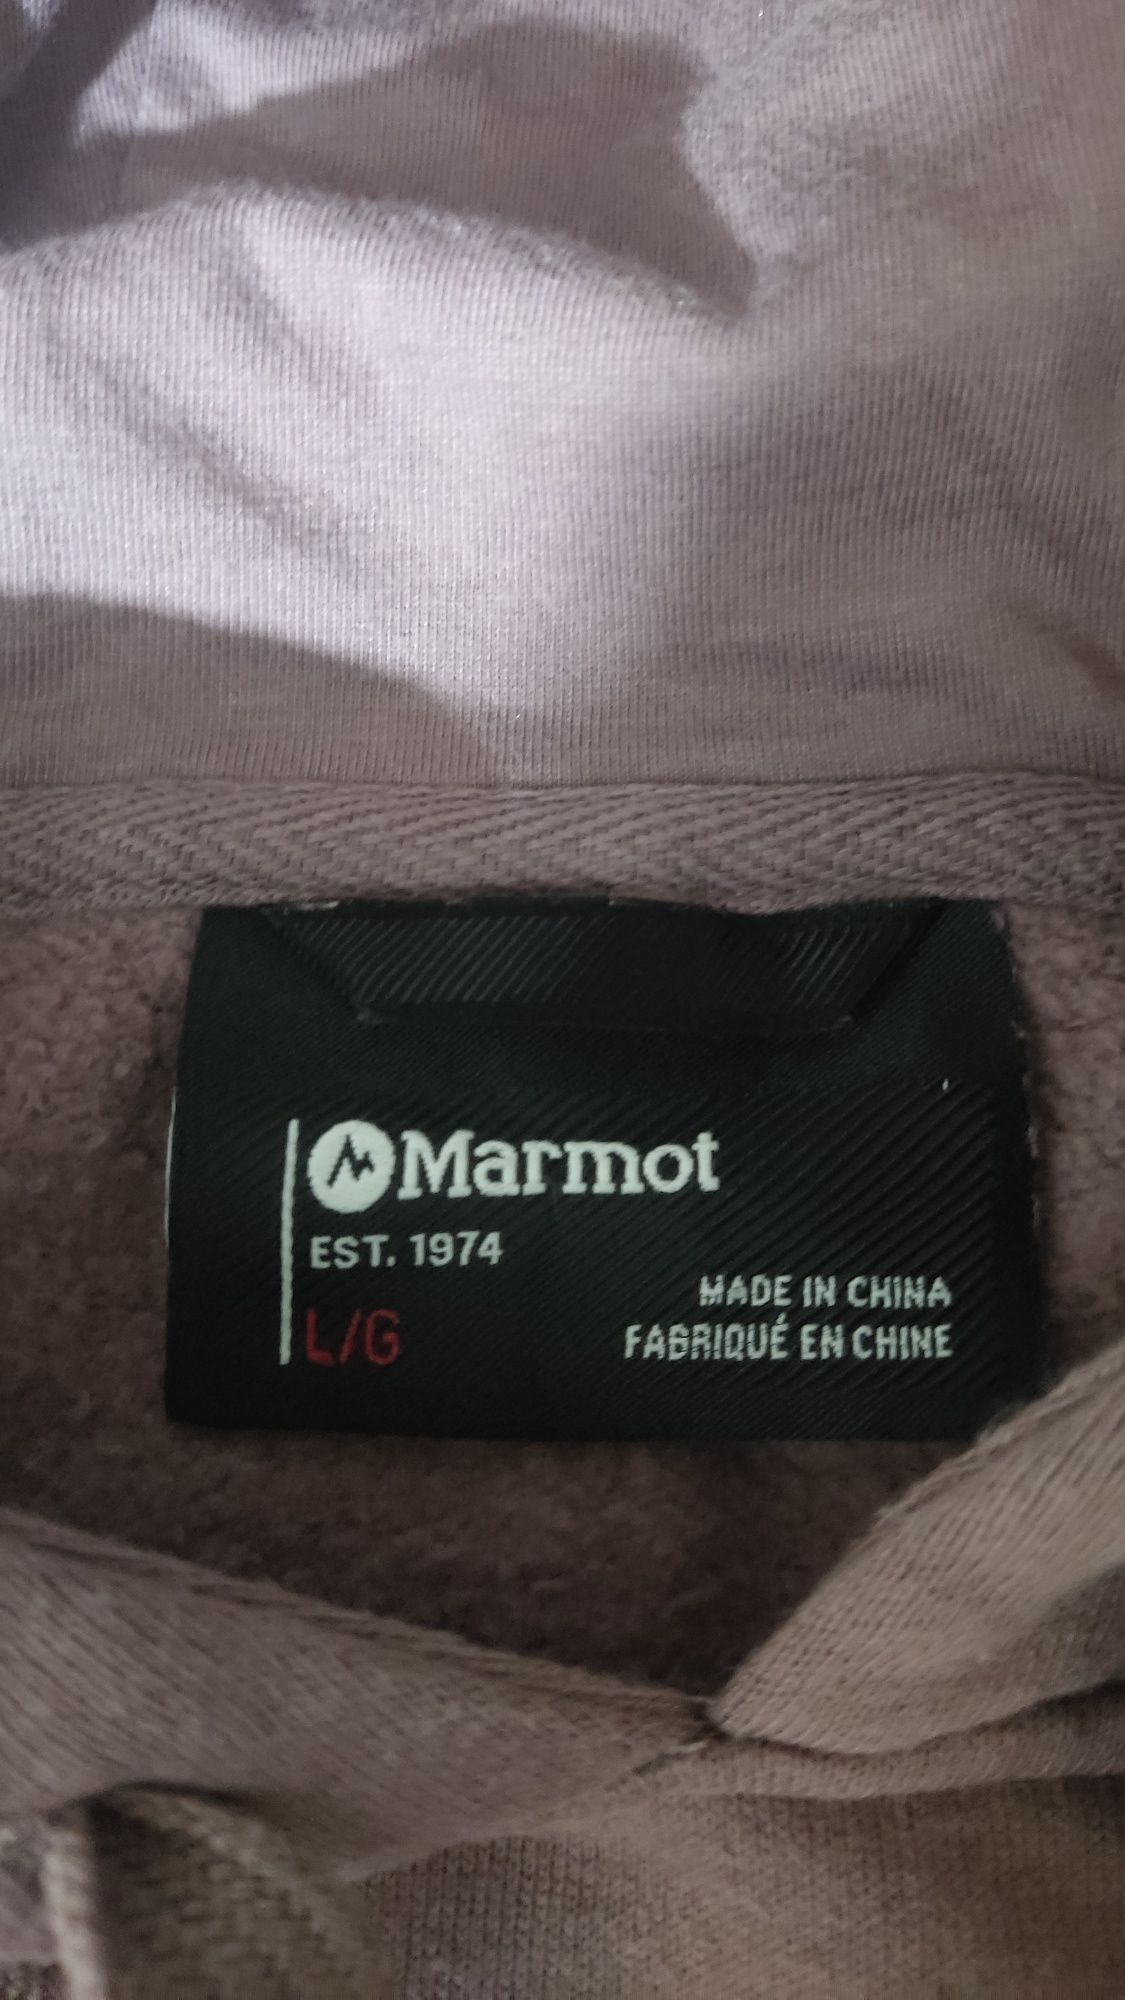 Marmot
EST. 1974
L/G
MADE IN CHINA
FABRIQUÉ EN CHINE